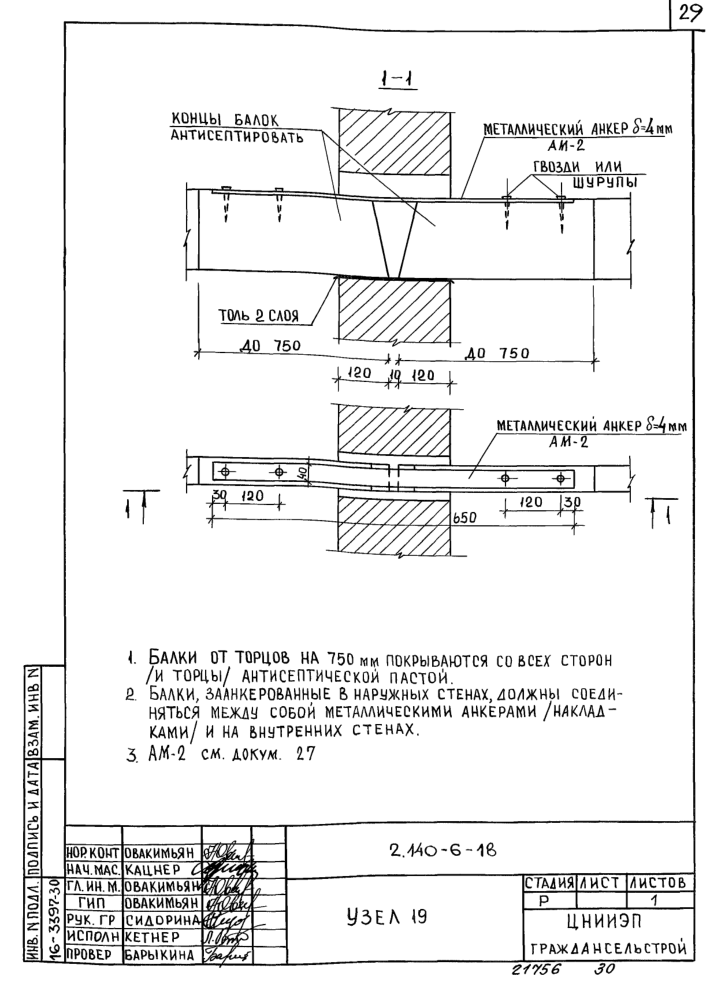 29
1-1
КОНЦЫ БАЛОК
АНТИСЕПТИРОВАТЬ
МЕТАЛЛИЧЕСКИЙ АНКЕР δ=4 мм
АМ-2
ГВОЗДИ ИЛИ
ШУРУПЫ
ТОЛЬ 2 СЛОЯ
ДО 750
ДО 750
120
10
120
МЕТАЛЛИЧЕСКИЙ АНКЕР δ=4 мм
АМ-2
40
30
120
120
30
1
1
650
1. БАЛКИ ОТ ТОРЦОВ НА 750 мм ПОКРЫВАЮТСЯ СО ВСЕХ СТОРОН
/И ТОРЦЫ/ АНТИСЕПТИЧЕСКОЙ ПАСТОЙ.
2. БАЛКИ, ЗААНКЕРОВАННЫЕ В НАРУЖНЫХ СТЕНАХ, ДОЛЖНЫ СОЕДИ-
НЯТЬСЯ МЕЖДУ СОБОЙ МЕТАЛЛИЧЕСКИМИ АНКЕРАМИ /НАКЛАД-
КАМИ/ И НА ВНУТРЕННИХ СТЕНАХ.
3. АМ-2 СМ. ДОКУМ. 27
ВЗАМ. ИНВ N
ПОДПИСЬ И ДАТА
ИНВ. N ПОДЛ.
16-3397-30
НОР. КОНТ ОВАКИМЬЯН
НАЧ. МАС. КАЦНЕР
ГЛ. ИН. М. ОВАКИМЬЯН
ГИП ОВАКИМЬЯН
РУК. ГР СИДОРИНА
ИСПОЛН КЕТНЕР
ПРОВЕР БАРЫКИНА
2.140-6-18
УЗЕЛ 19
СТАДИЯ ЛИСТ ЛИСТОВ
Р 1
ЦНИИЭП
ГРАЖДАНСЕЛЬСТРОЙ
21756 30